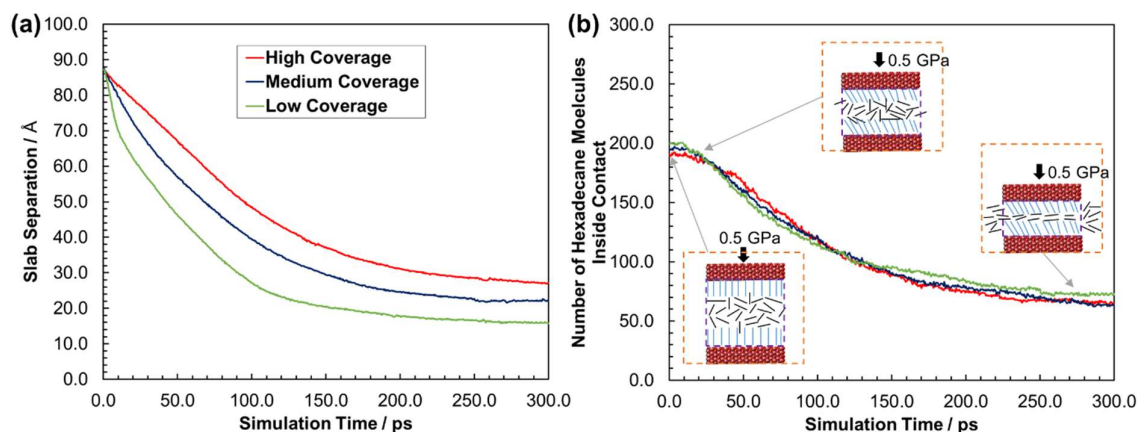 (a)
100.0
90.0
80.0
70.0
60.0
50.0
40.0
30.0
20.0
10.0
0.0
Slab Separation / Å
High Coverage
Medium Coverage
Low Coverage
0.0 50.0 100.0 150.0 200.0 250.0 300.0
Simulation Time / ps
(b)
300.0
250.0
200.0
150.0
100.0
50.0
0.0
Number of Hexadecane Moelcules
Inside Contact
0.5 GPa
0.5 GPa
0.5 GPa
0.0 50.0 100.0 150.0 200.0 250.0 300.0
Simulation Time / ps